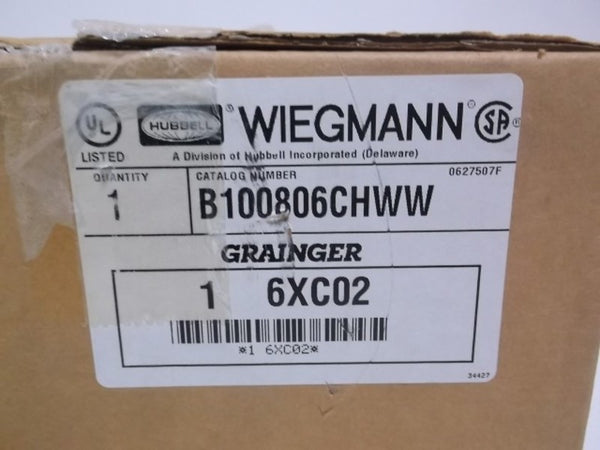 UL HUBBELL ® WIEGMANN ® SA ®
LISTED A Division of Hubbell Incorporated (Delaware)
QUANTITY CATALOG NUMBER 0627507F
1 B100806CHWW
GRAINGER
1 6XC02
*1 6XC02*
34427